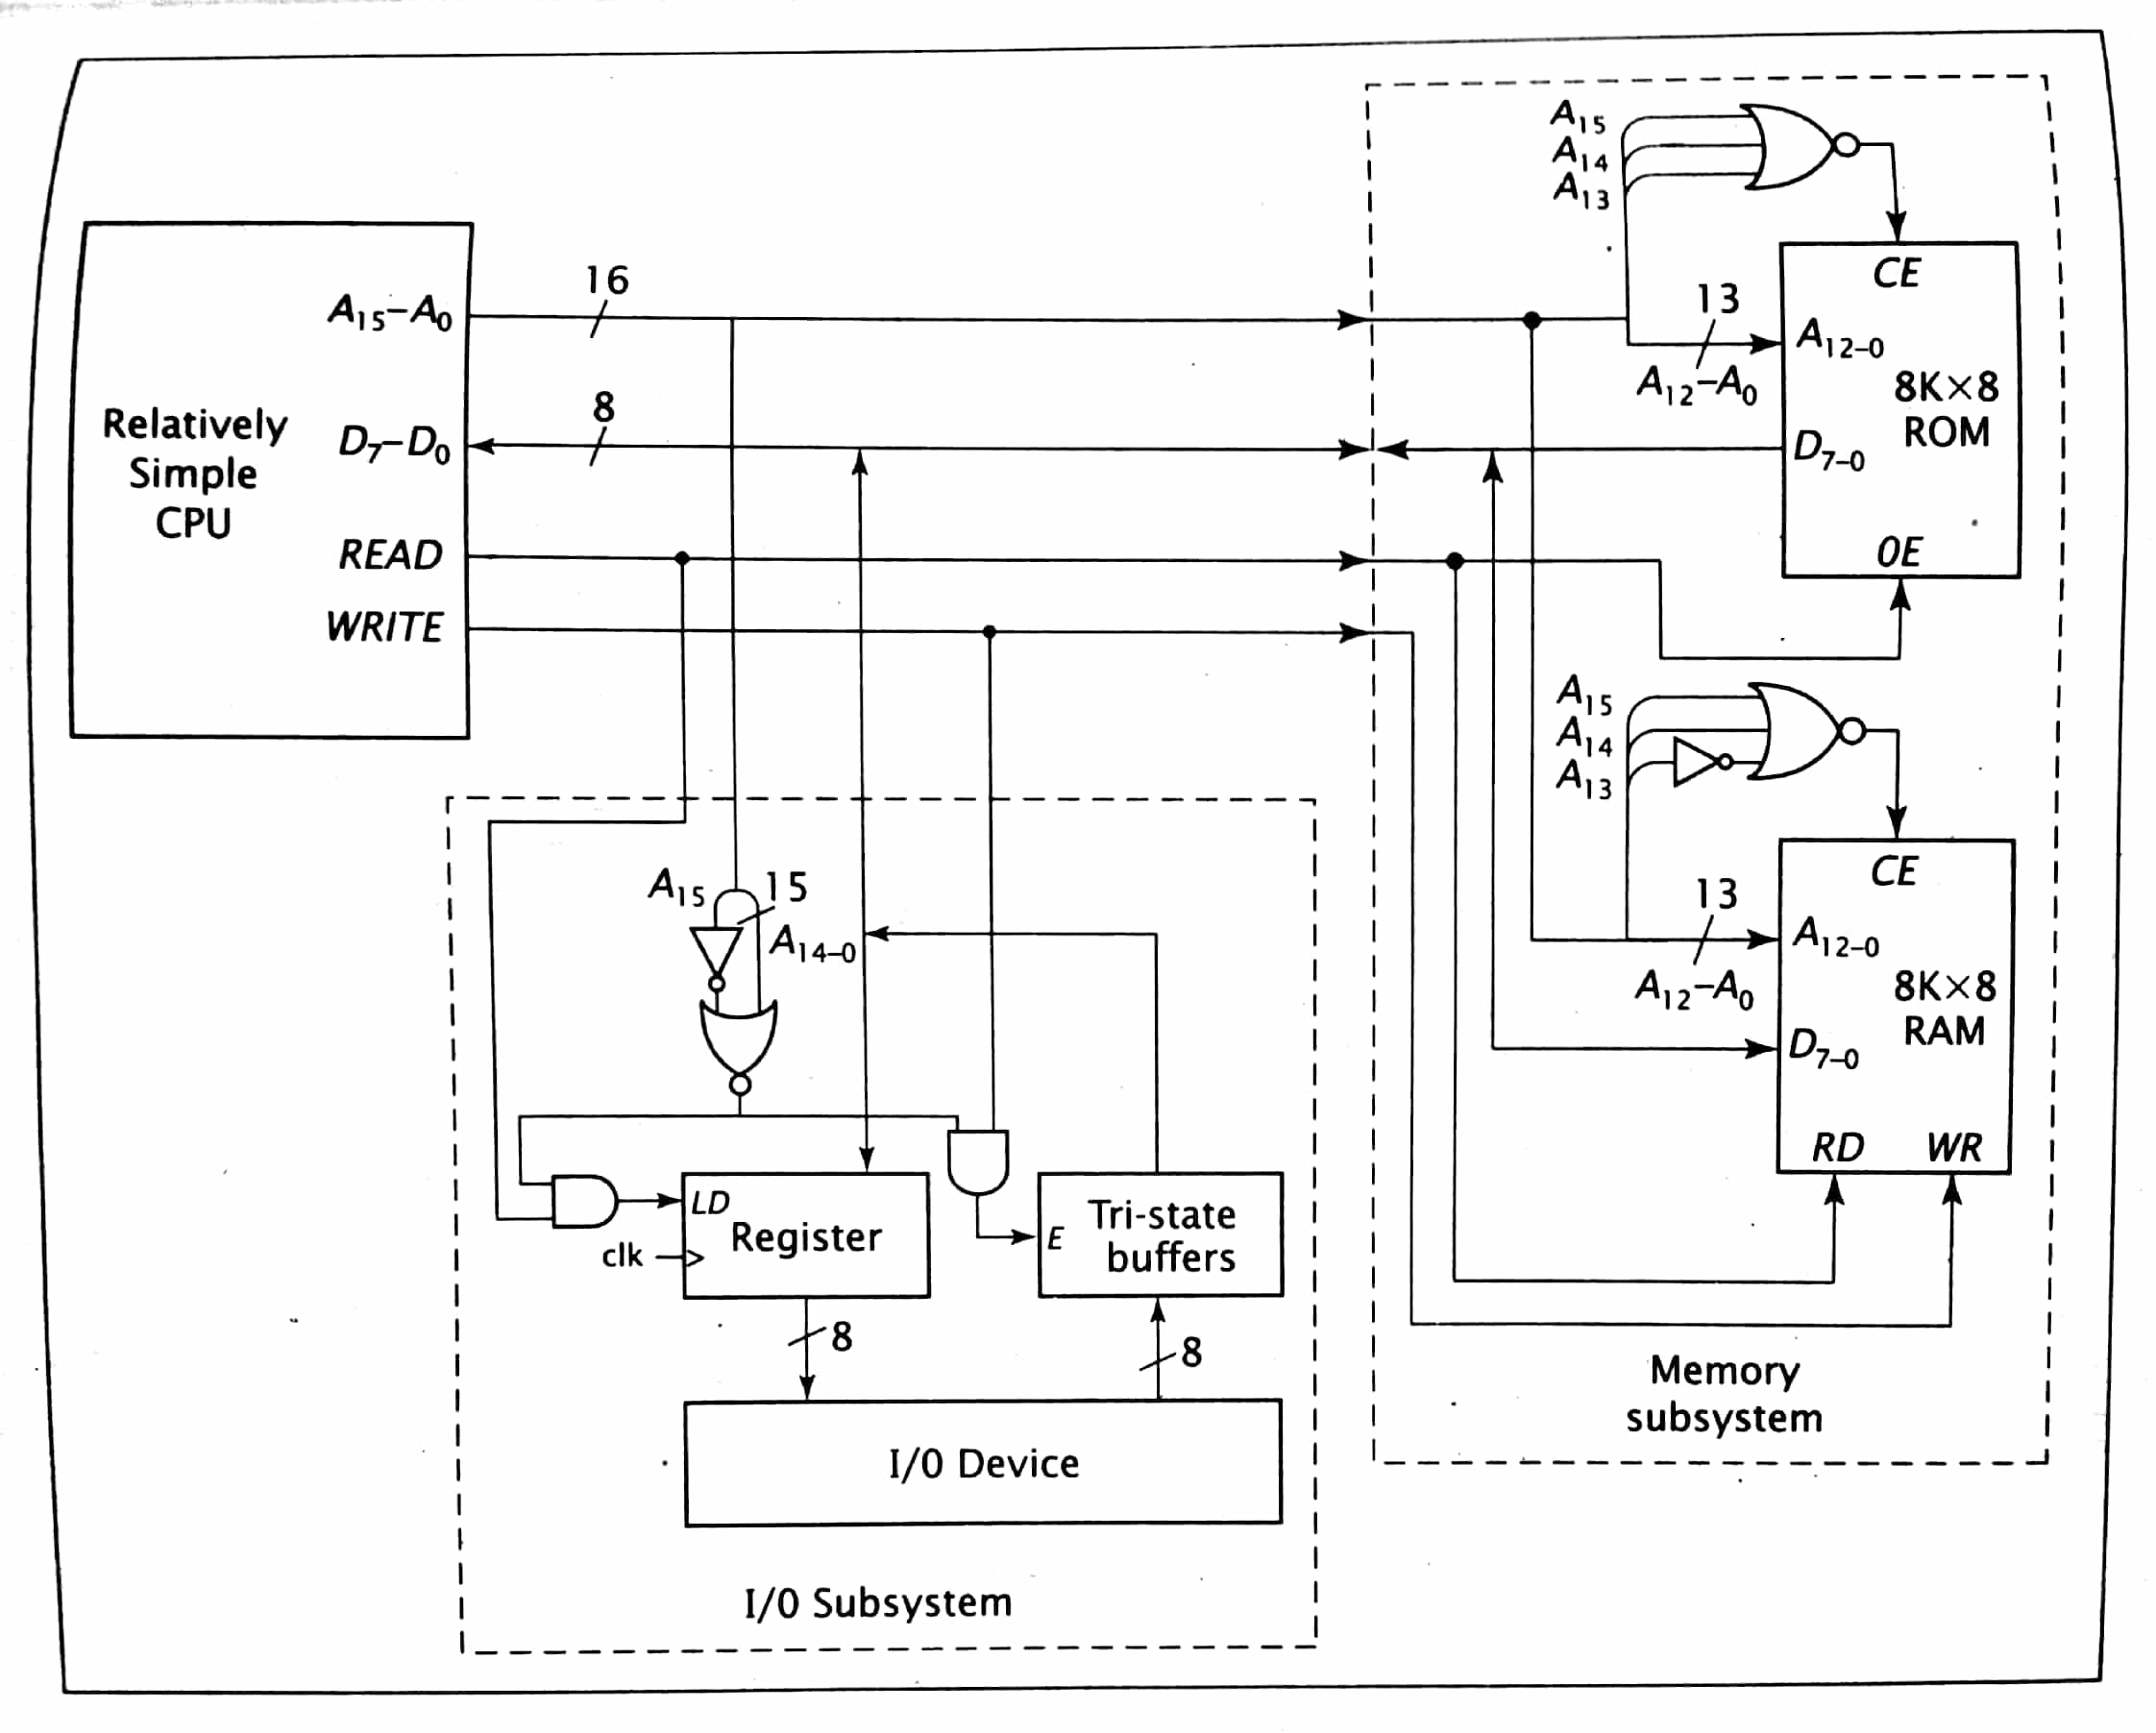 Relatively
Simple
CPU
A₁₅–A₀
D₇–D₀
READ
WRITE
16
8
A₁₅
A₁₄
A₁₃
13
A₁₂–A₀
CE
A₁₂₋₀
8K×8
ROM
D₇₋₀
OE
A₁₅
A₁₄
A₁₃
13
A₁₂–A₀
CE
A₁₂₋₀
8K×8
RAM
D₇₋₀
RD WR
Memory
subsystem
A₁₅ 15
A₁₄₋₀
LD
Register
clk
E
Tri-state
buffers
8
8
I/O Device
I/O Subsystem